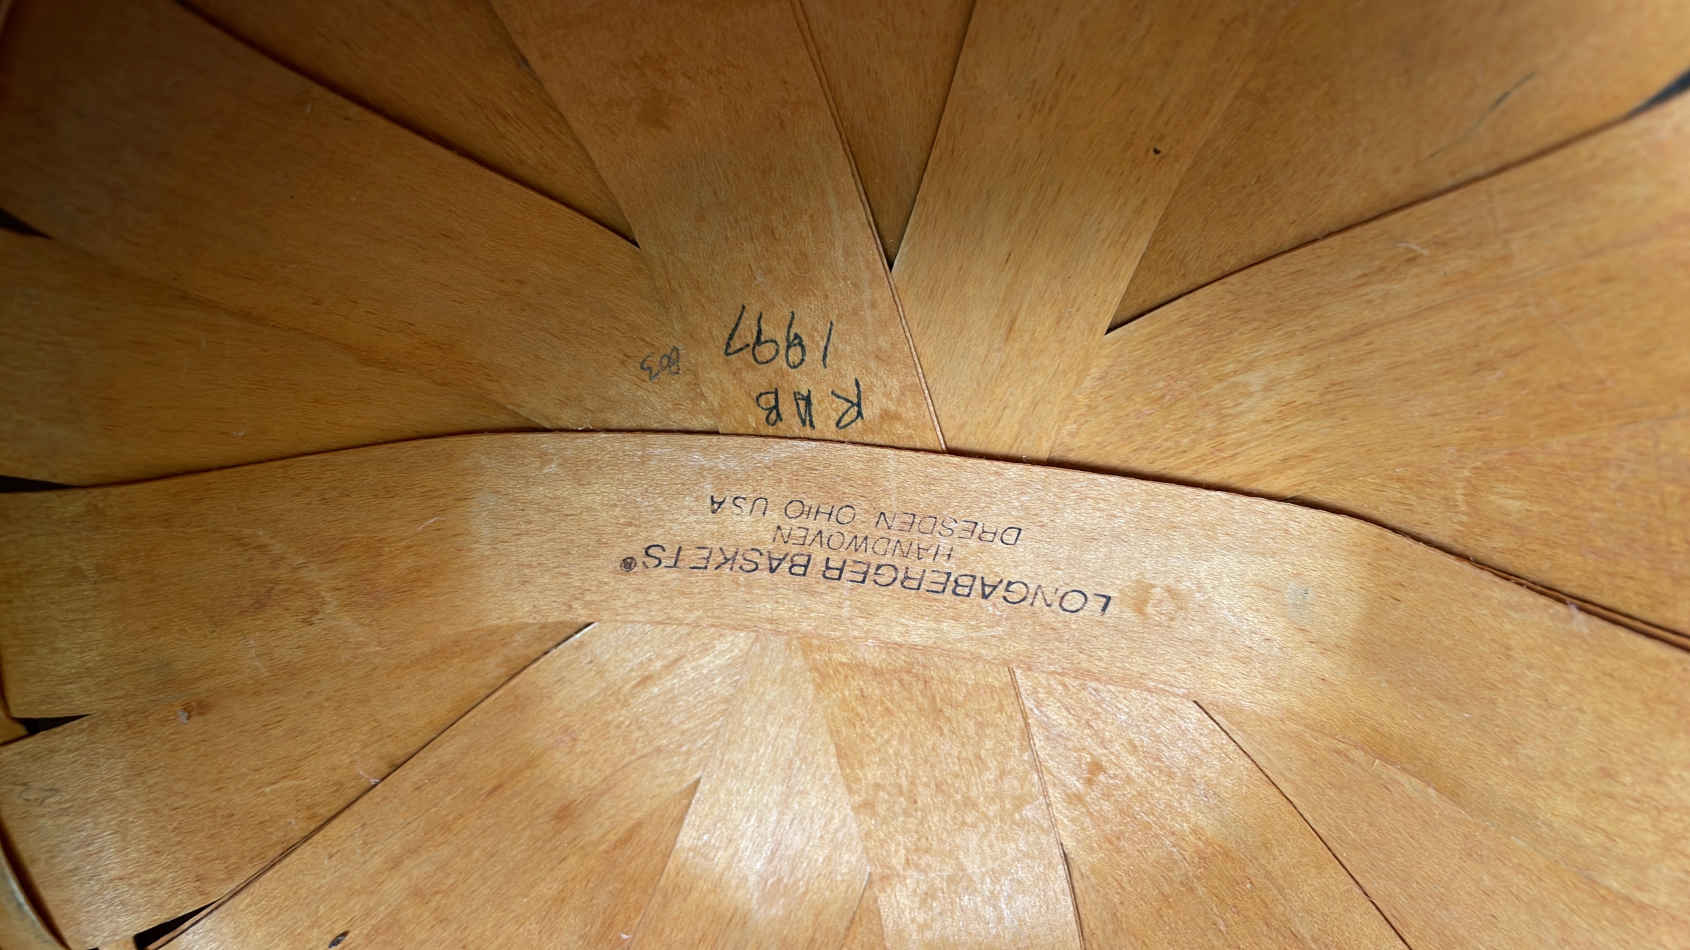 LONGABERGER BASKETS®
HANDWOVEN
DRESDEN OHIO USA
RAB
1997
803